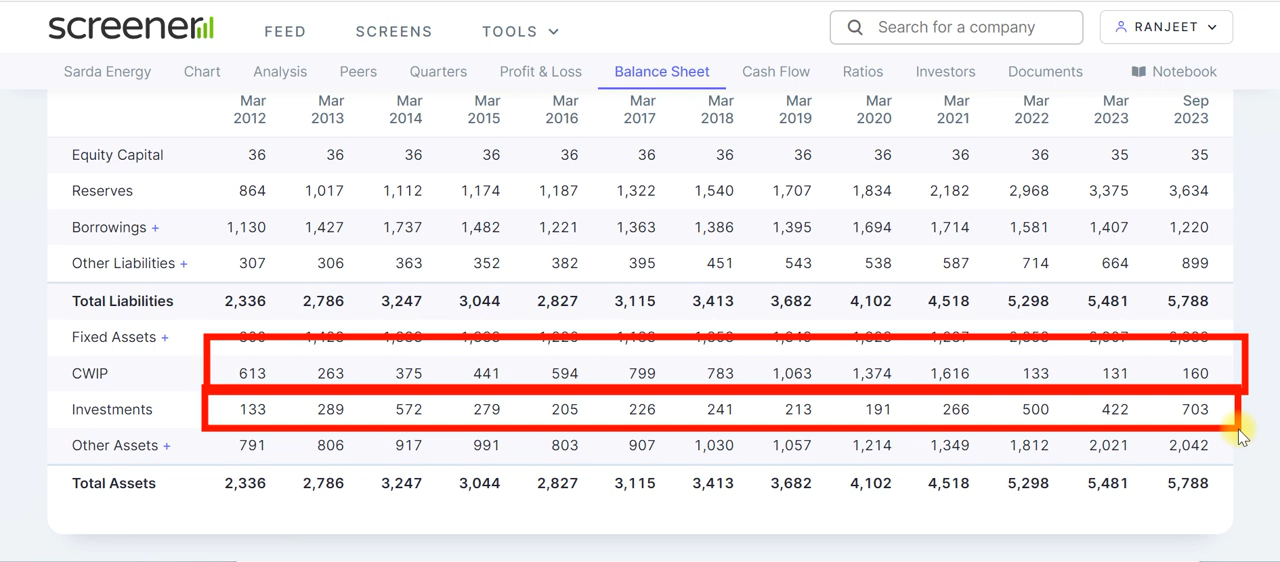 screener
FEED SCREENS TOOLS
Search for a company
RANJEET
Sarda Energy Chart Analysis Peers Quarters Profit & Loss Balance Sheet Cash Flow Ratios Investors Documents Notebook
Mar Mar Mar Mar Mar Mar Mar Mar Mar Mar Mar Mar Sep
2012 2013 2014 2015 2016 2017 2018 2019 2020 2021 2022 2023 2023
Equity Capital 36 36 36 36 36 36 36 36 36 36 36 35 35
Reserves 864 1,017 1,112 1,174 1,187 1,322 1,540 1,707 1,834 2,182 2,968 3,375 3,634
Borrowings + 1,130 1,427 1,737 1,482 1,221 1,363 1,386 1,395 1,694 1,714 1,581 1,407 1,220
Other Liabilities + 307 306 363 352 382 395 451 543 538 587 714 664 899
Total Liabilities 2,336 2,786 3,247 3,044 2,827 3,115 3,413 3,682 4,102 4,518 5,298 5,481 5,788
Fixed Assets +
CWIP 613 263 375 441 594 799 783 1,063 1,374 1,616 133 131 160
Investments 133 289 572 279 205 226 241 213 191 266 500 422 703
Other Assets + 791 806 917 991 803 907 1,030 1,057 1,214 1,349 1,812 2,021 2,042
Total Assets 2,336 2,786 3,247 3,044 2,827 3,115 3,413 3,682 4,102 4,518 5,298 5,481 5,788